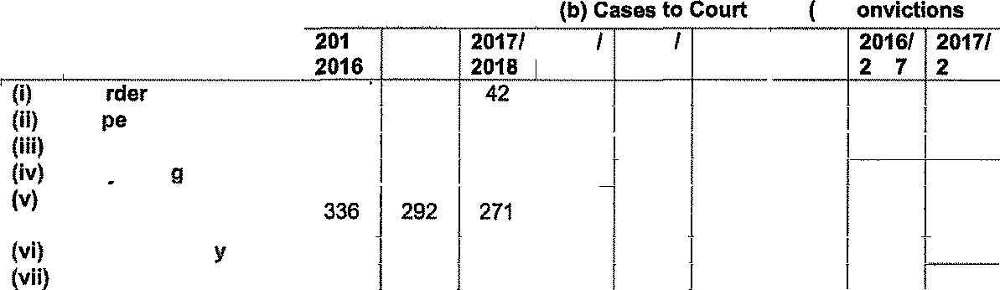 (b) Cases to Court ( onvictions
201 2017/ / / 2016/ 2017/
2016 2018 2 7 2
(i) rder 42
(ii) pe
(iii)
(iv) g
(v)
336 292 271
(vi) y
(vii)